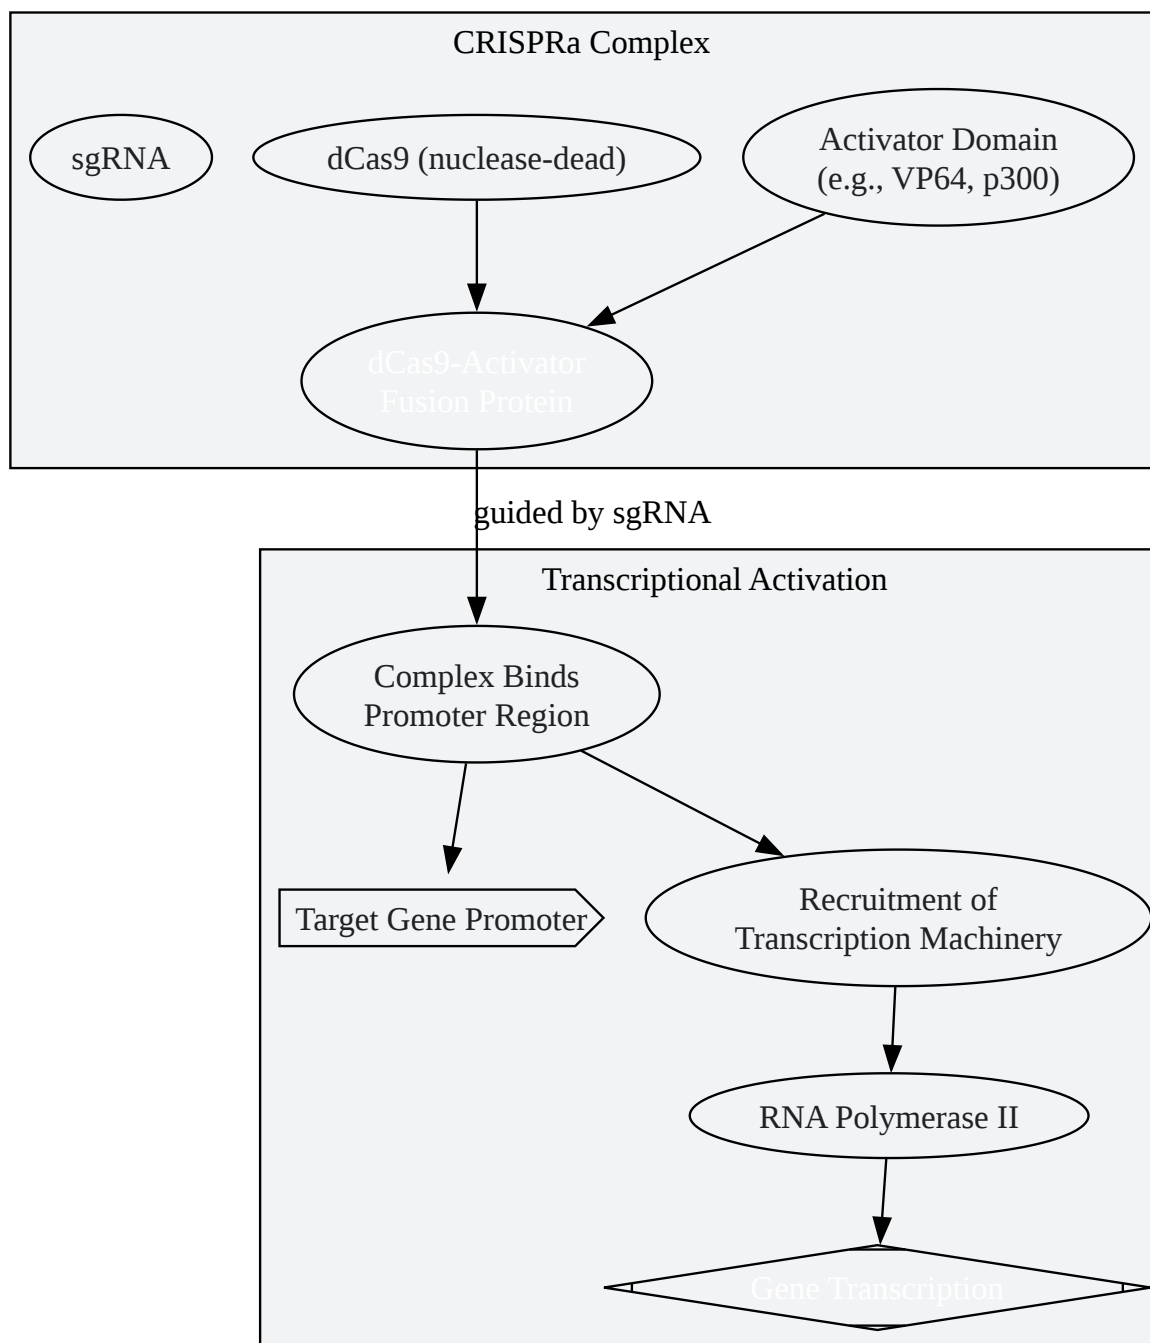 CRISPRa Complex
sgRNA
dCas9 (nuclease-dead)
Activator Domain
(e.g., VP64, p300)
dCas9-Activator
Fusion Protein
guided by sgRNA
Transcriptional Activation
Complex Binds
Promoter Region
Target Gene Promoter
Recruitment of
Transcription Machinery
RNA Polymerase II
Gene Transcription